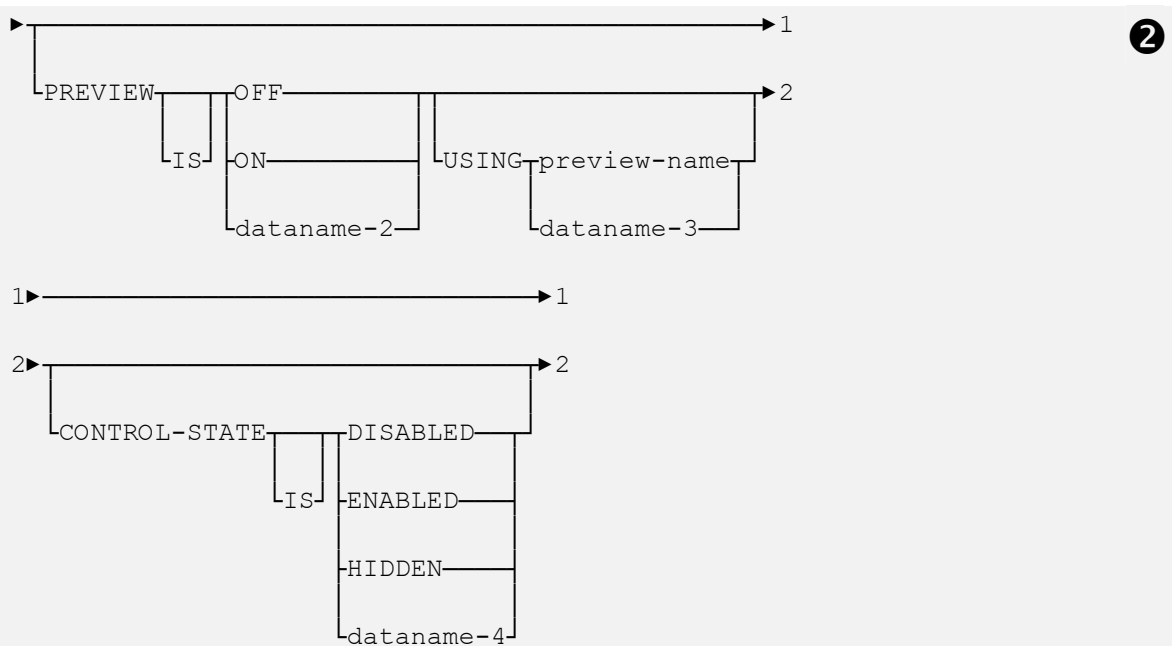 1
❷
PREVIEW OFF 2
IS ON USING preview-name
dataname-2 dataname-3
1 1
2 2
CONTROL-STATE DISABLED
IS ENABLED
HIDDEN
dataname-4